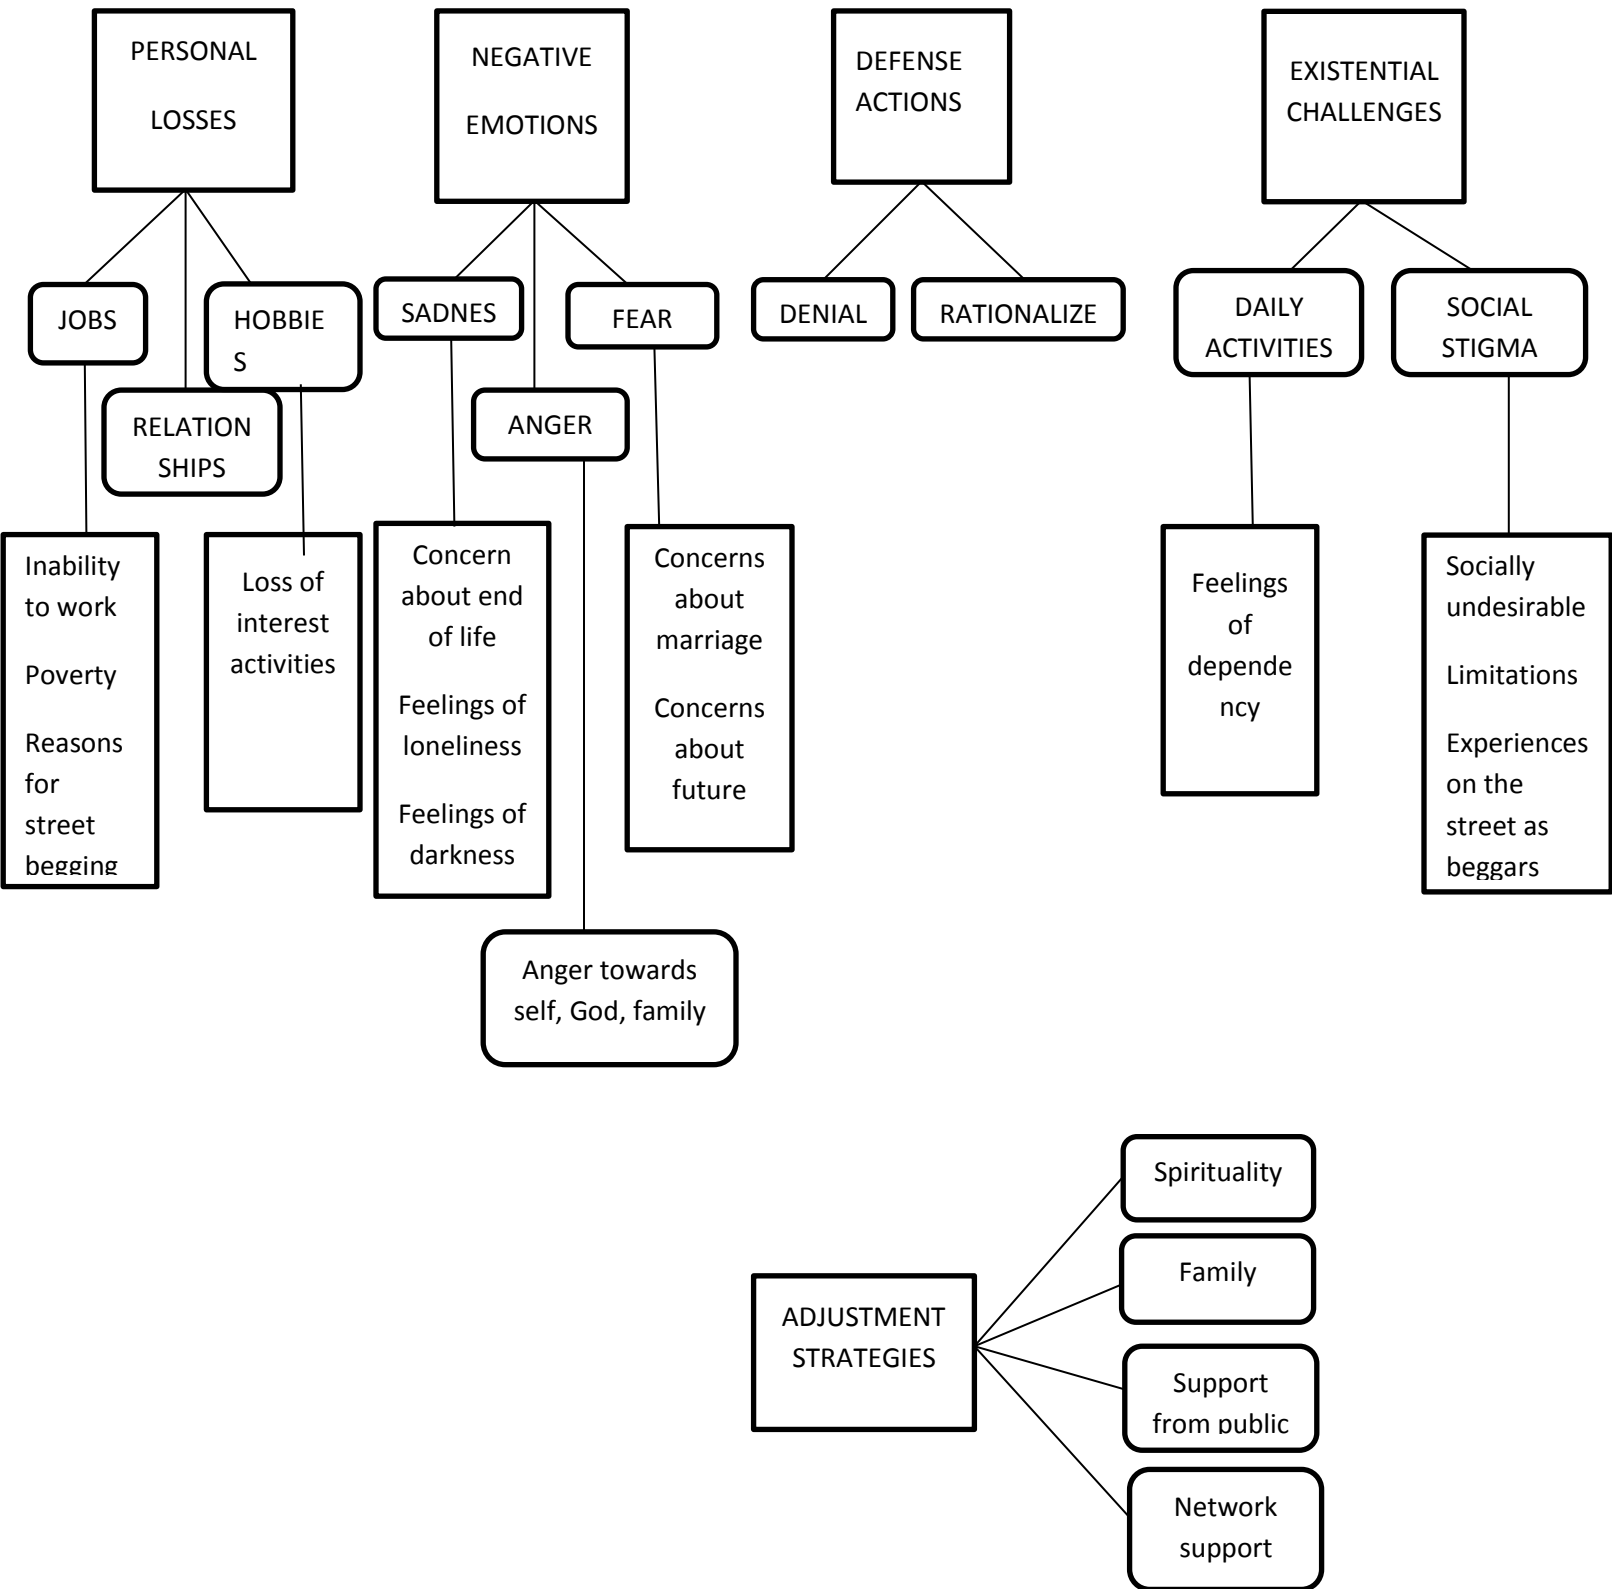 PERSONAL
LOSSES
NEGATIVE
EMOTIONS
DEFENSE
ACTIONS
EXISTENTIAL
CHALLENGES
JOBS
HOBBIE
S
RELATION
SHIPS
SADNES
FEAR
ANGER
DENIAL
RATIONALIZE
DAILY
ACTIVITIES
SOCIAL
STIGMA
Inability
to work
Poverty
Reasons
for
street
begging
Loss of
interest
activities
Concern
about end
of life
Feelings of
loneliness
Feelings of
darkness
Concerns
about
marriage
Concerns
about
future
Feelings
of
depende
ncy
Socially
undesirable
Limitations
Experiences
on the
street as
beggars
Anger towards
self, God, family
ADJUSTMENT
STRATEGIES
Spirituality
Family
Support
from public
Network
support